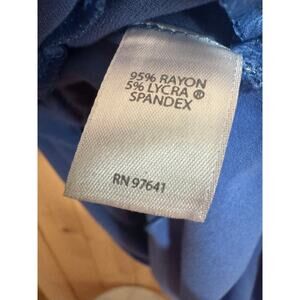 95% RAYON
5% LYCRA ®
SPANDEX
RN 97641